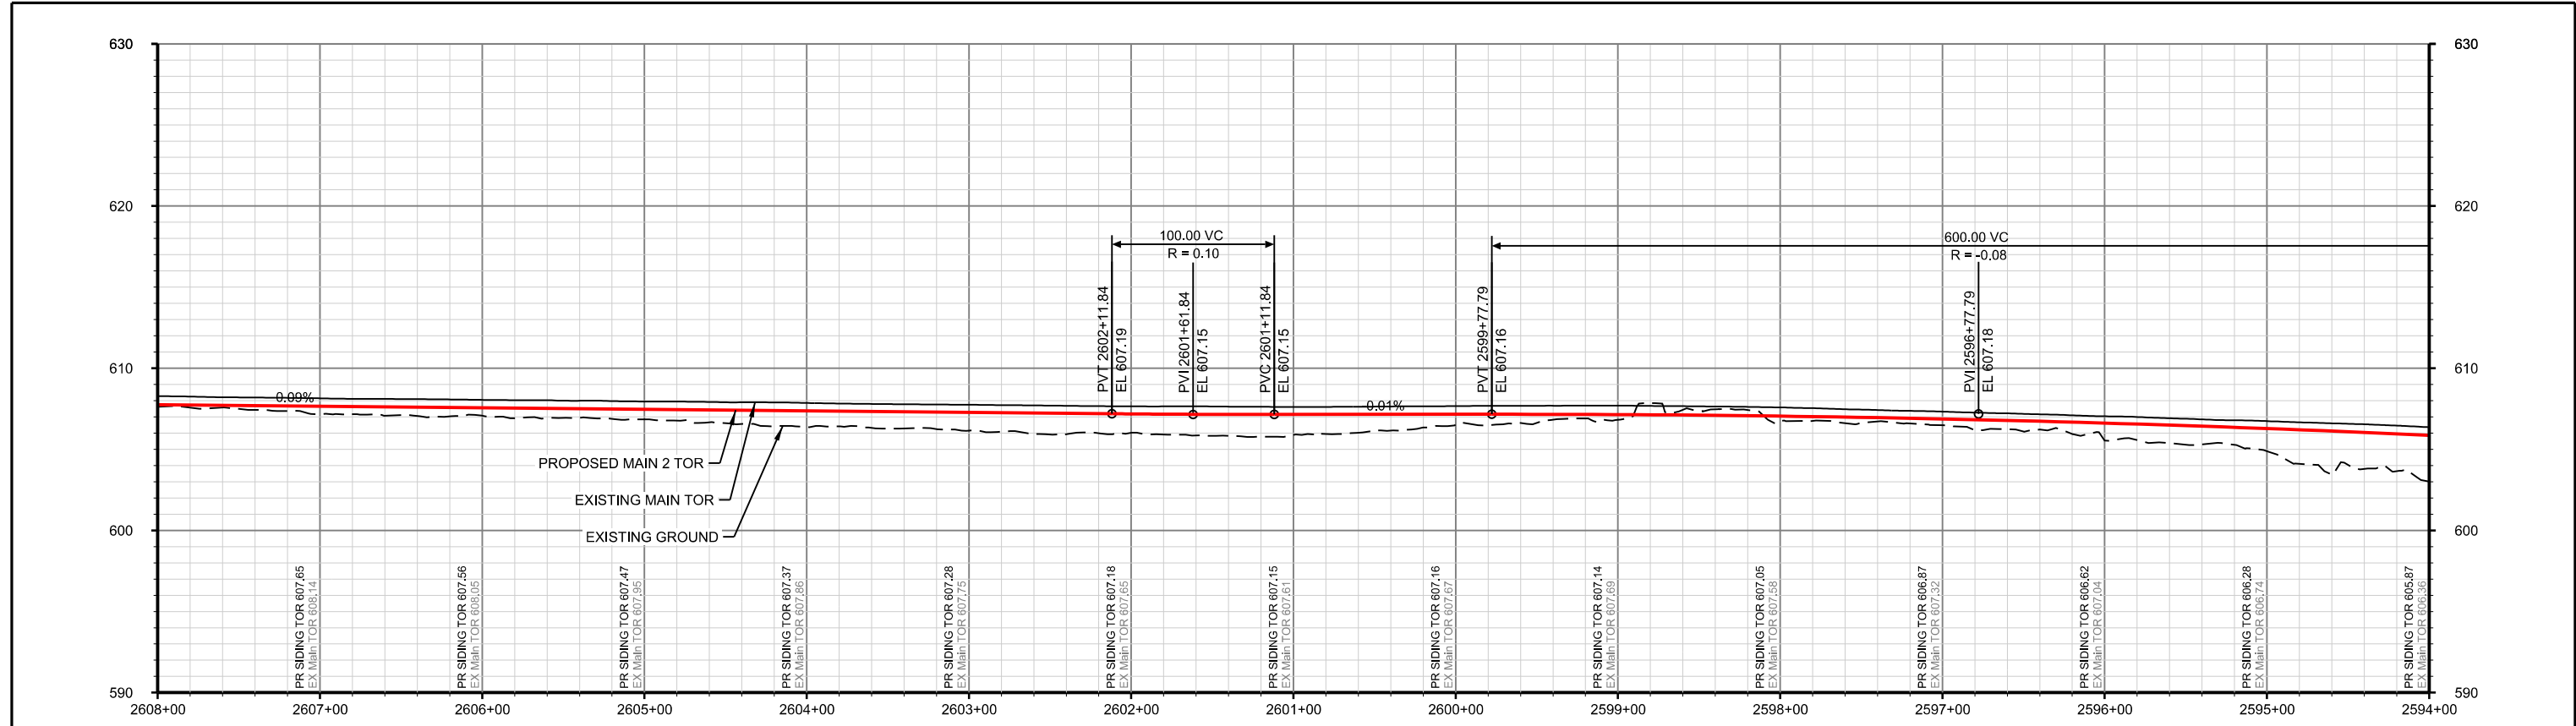 630
630
620
620
610
610
600
600
590
590
100.00 VC
R = 0.10
600.00 VC
R = -0.08
PVT 2602+11.84
EL 607.19
PVI 2601+61.84
EL 607.15
PVC 2601+11.84
EL 607.15
PVT 2599+77.79
EL 607.16
PVI 2596+77.79
EL 607.18
0.09%
0.01%
PROPOSED MAIN 2 TOR
EXISTING MAIN TOR
EXISTING GROUND
PR SIDING TOR 607.65
EX Main TOR 608.14
PR SIDING TOR 607.56
EX Main TOR 608.05
PR SIDING TOR 607.47
EX Main TOR 607.95
PR SIDING TOR 607.37
EX Main TOR 607.86
PR SIDING TOR 607.28
EX Main TOR 607.75
PR SIDING TOR 607.18
EX Main TOR 607.65
PR SIDING TOR 607.15
EX Main TOR 607.61
PR SIDING TOR 607.16
EX Main TOR 607.67
PR SIDING TOR 607.14
EX Main TOR 607.69
PR SIDING TOR 607.05
EX Main TOR 607.58
PR SIDING TOR 606.87
EX Main TOR 607.32
PR SIDING TOR 606.62
EX Main TOR 607.04
PR SIDING TOR 606.28
EX Main TOR 606.74
PR SIDING TOR 605.87
EX Main TOR 606.36
2608+00
2607+00
2606+00
2605+00
2604+00
2603+00
2602+00
2601+00
2600+00
2599+00
2598+00
2597+00
2596+00
2595+00
2594+00